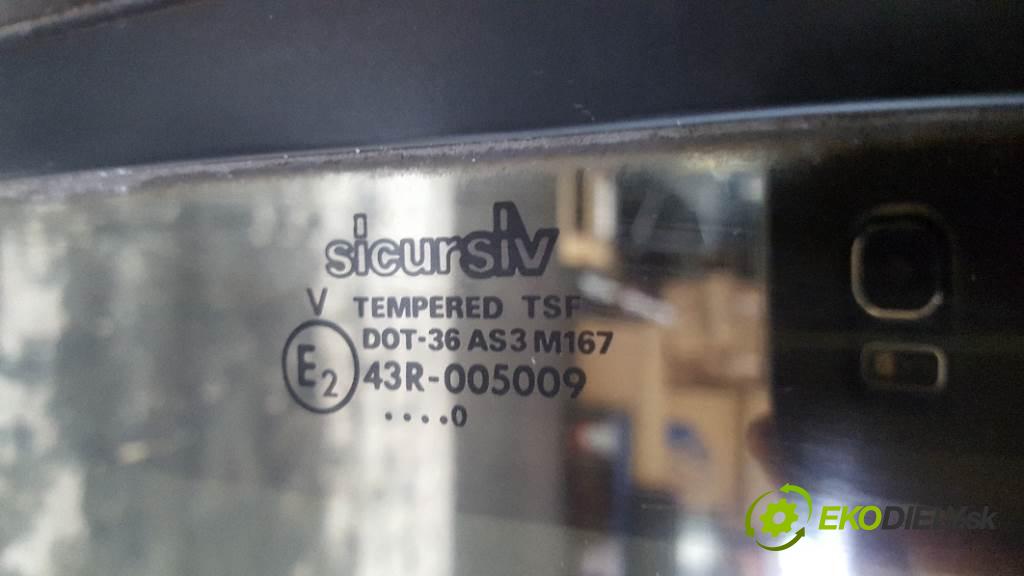 sicursiv
V TEMPERED TSF
DOT-36 AS3 M167
E2 43R-005009
....0
EKODIELY.sk